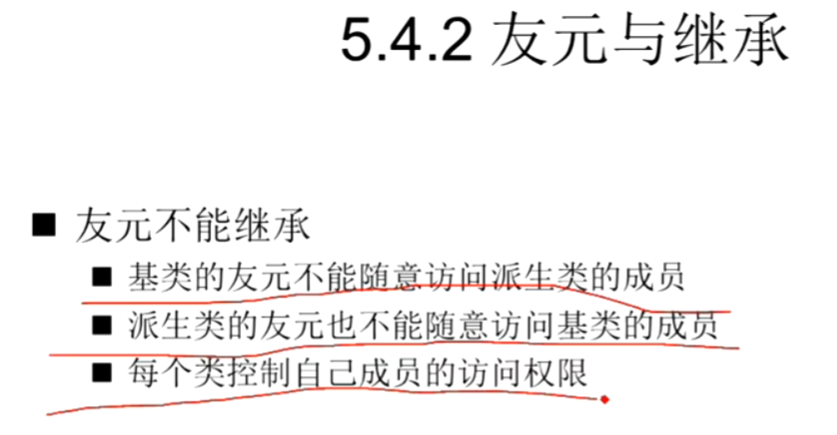 5.4.2 友元与继承
■ 友元不能继承
■ 基类的友元不能随意访问派生类的成员
■ 派生类的友元也不能随意访问基类的成员
■ 每个类控制自己成员的访问权限